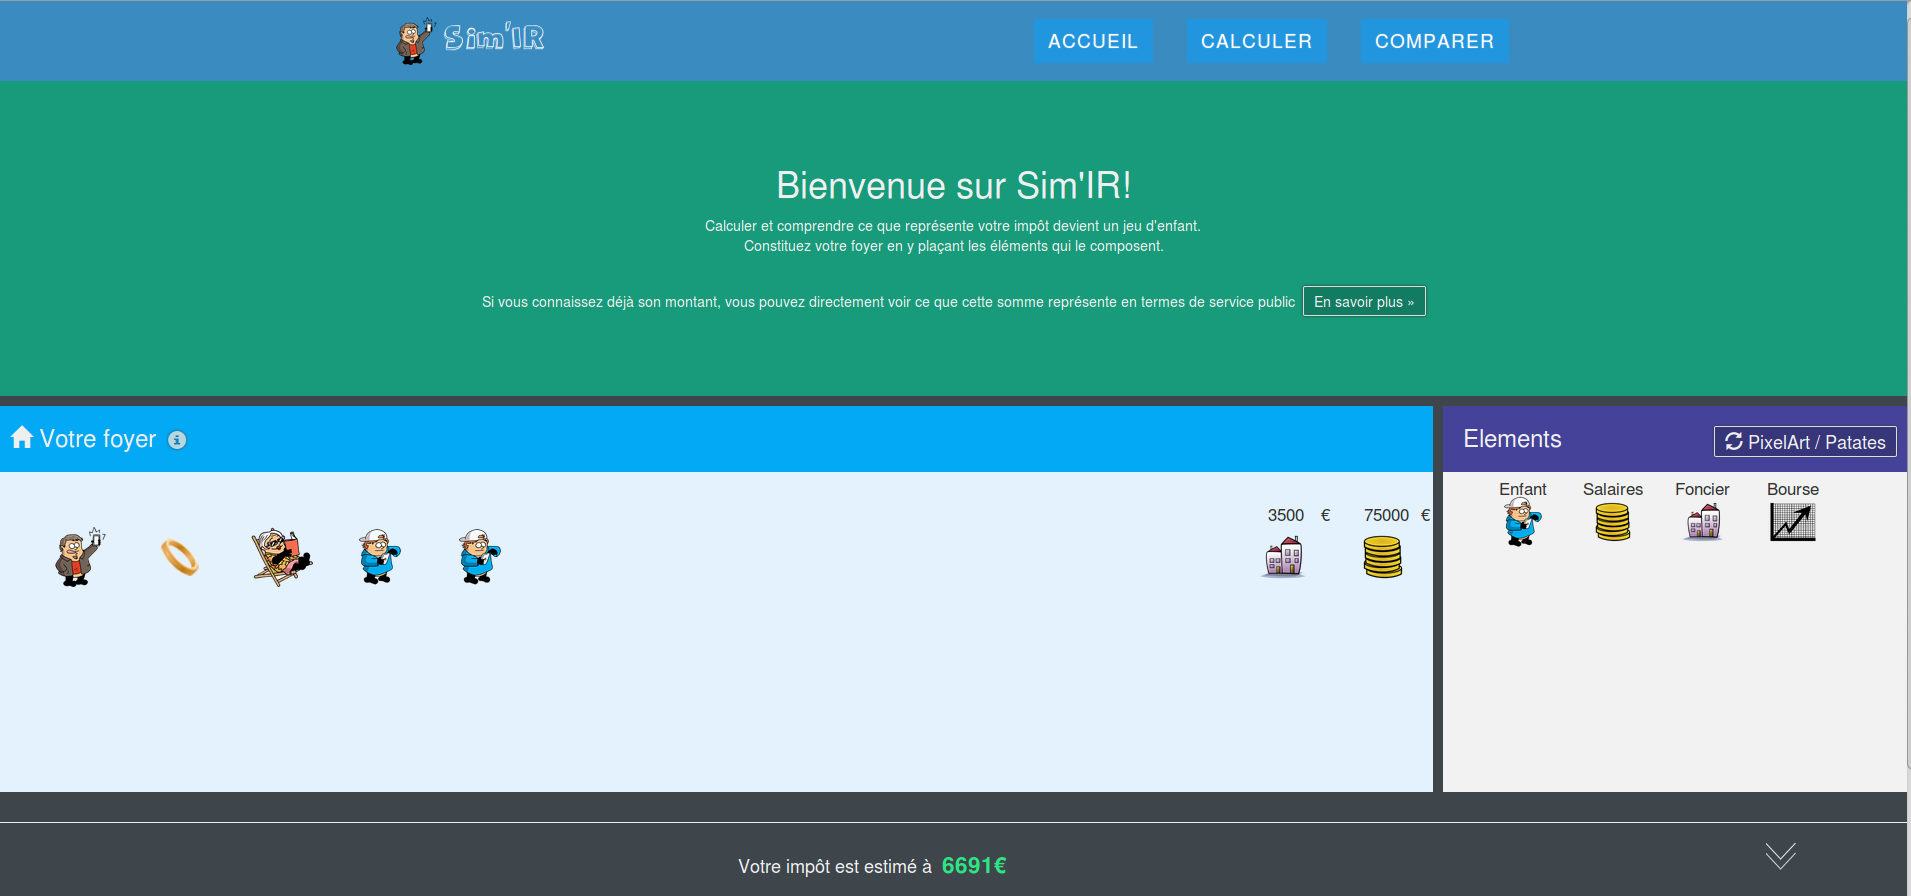 Sim'IR
ACCUEIL
CALCULER
COMPARER
Bienvenue sur Sim'IR!
Calculer et comprendre ce que représente votre impôt devient un jeu d'enfant.
Constituez votre foyer en y plaçant les éléments qui le composent.
Si vous connaissez déjà son montant, vous pouvez directement voir ce que cette somme représente en termes de service public
En savoir plus »
Votre foyer
3500 €
75000 €
Elements
PixelArt / Patates
Enfant
Salaires
Foncier
Bourse
Votre impôt est estimé à 6691€